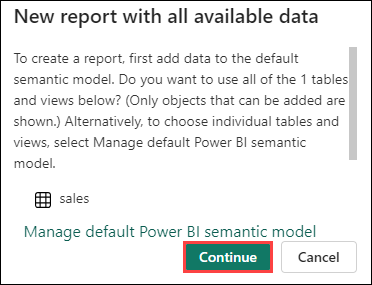 New report with all available data
To create a report, first add data to the default
semantic model. Do you want to use all of the 1 tables
and views below? (Only objects that can be added are
shown.) Alternatively, to choose individual tables and
views, select Manage default Power BI semantic
model.
sales
Manage default Power BI semantic model
Continue
Cancel